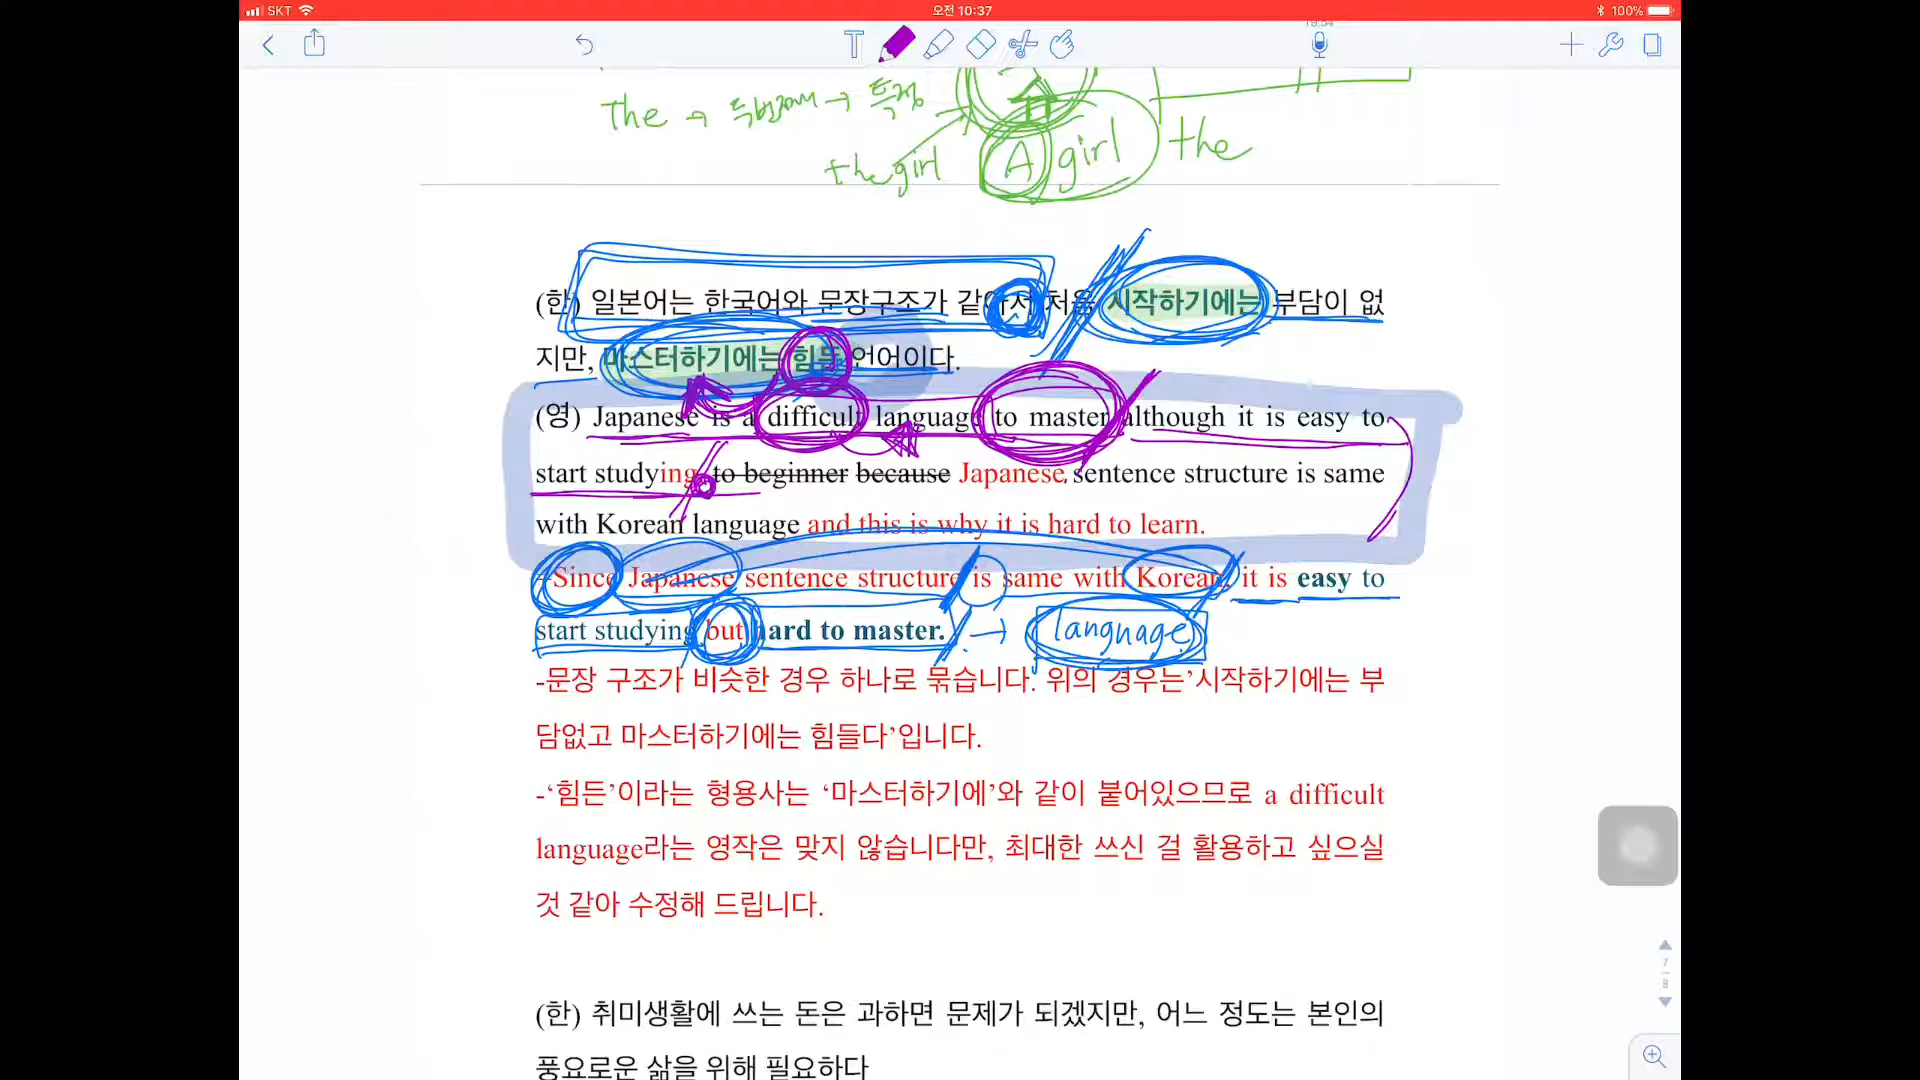 SKT 오전 10:37 100%
T
the → 두번째 → 특정
the girl A girl the
(한) 일본어는 한국어와 문장구조가 같아서 처음 시작하기에는 부담이 없
지만, 마스터하기에는 힘든 언어이다.
(영) Japanese is a difficult language to master although it is easy to
start studying to beginner because Japanese sentence structure is same
with Korean language and this is why it is hard to learn.
-Since Japanese sentence structure is same with Korean, it is easy to
start studying but hard to master. → language
-문장 구조가 비슷한 경우 하나로 묶습니다. 위의 경우는'시작하기에는 부
담없고 마스터하기에는 힘들다'입니다.
-'힘든'이라는 형용사는 '마스터하기에'와 같이 붙어있으므로 a difficult
language라는 영작은 맞지 않습니다만, 최대한 쓰신 걸 활용하고 싶으실
것 같아 수정해 드립니다.
7
8
(한) 취미생활에 쓰는 돈은 과하면 문제가 되겠지만, 어느 정도는 본인의
풍요로운 삶을 위해 필요하다